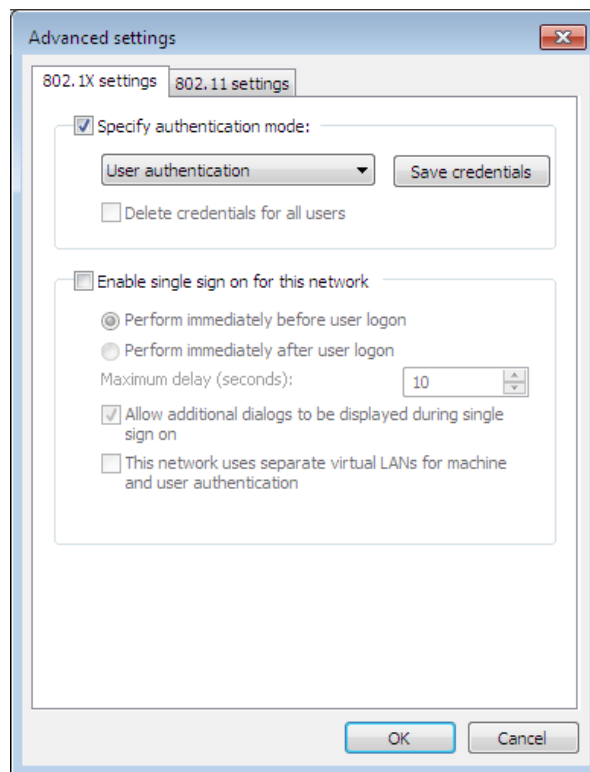 Advanced settings
802.1X settings
802.11 settings
Specify authentication mode:
User authentication
Save credentials
Delete credentials for all users
Enable single sign on for this network
Perform immediately before user logon
Perform immediately after user logon
Maximum delay (seconds):
10
Allow additional dialogs to be displayed during single
sign on
This network uses separate virtual LANs for machine
and user authentication
OK
Cancel